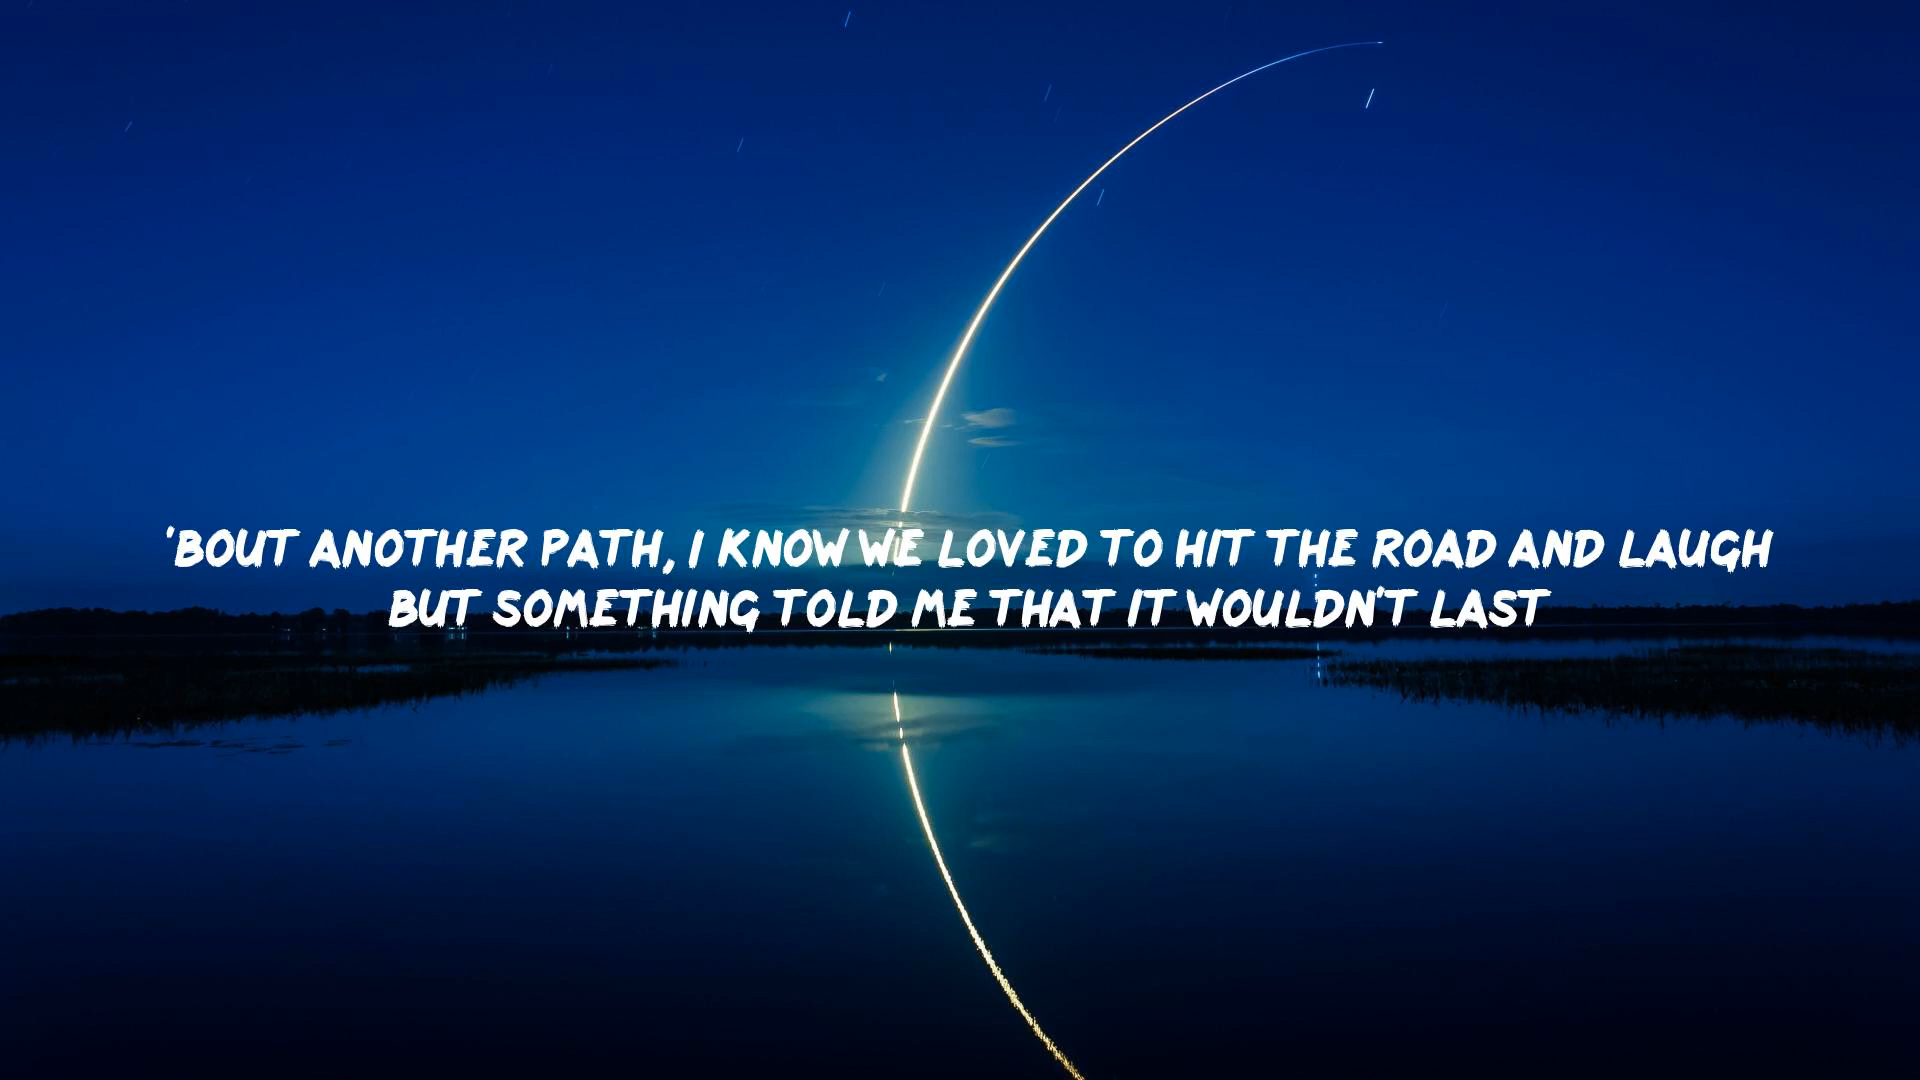 'BOUT ANOTHER PATH, I KNOW WE LOVED TO HIT THE ROAD AND LAUGH
BUT SOMETHING TOLD ME THAT IT WOULDN'T LAST